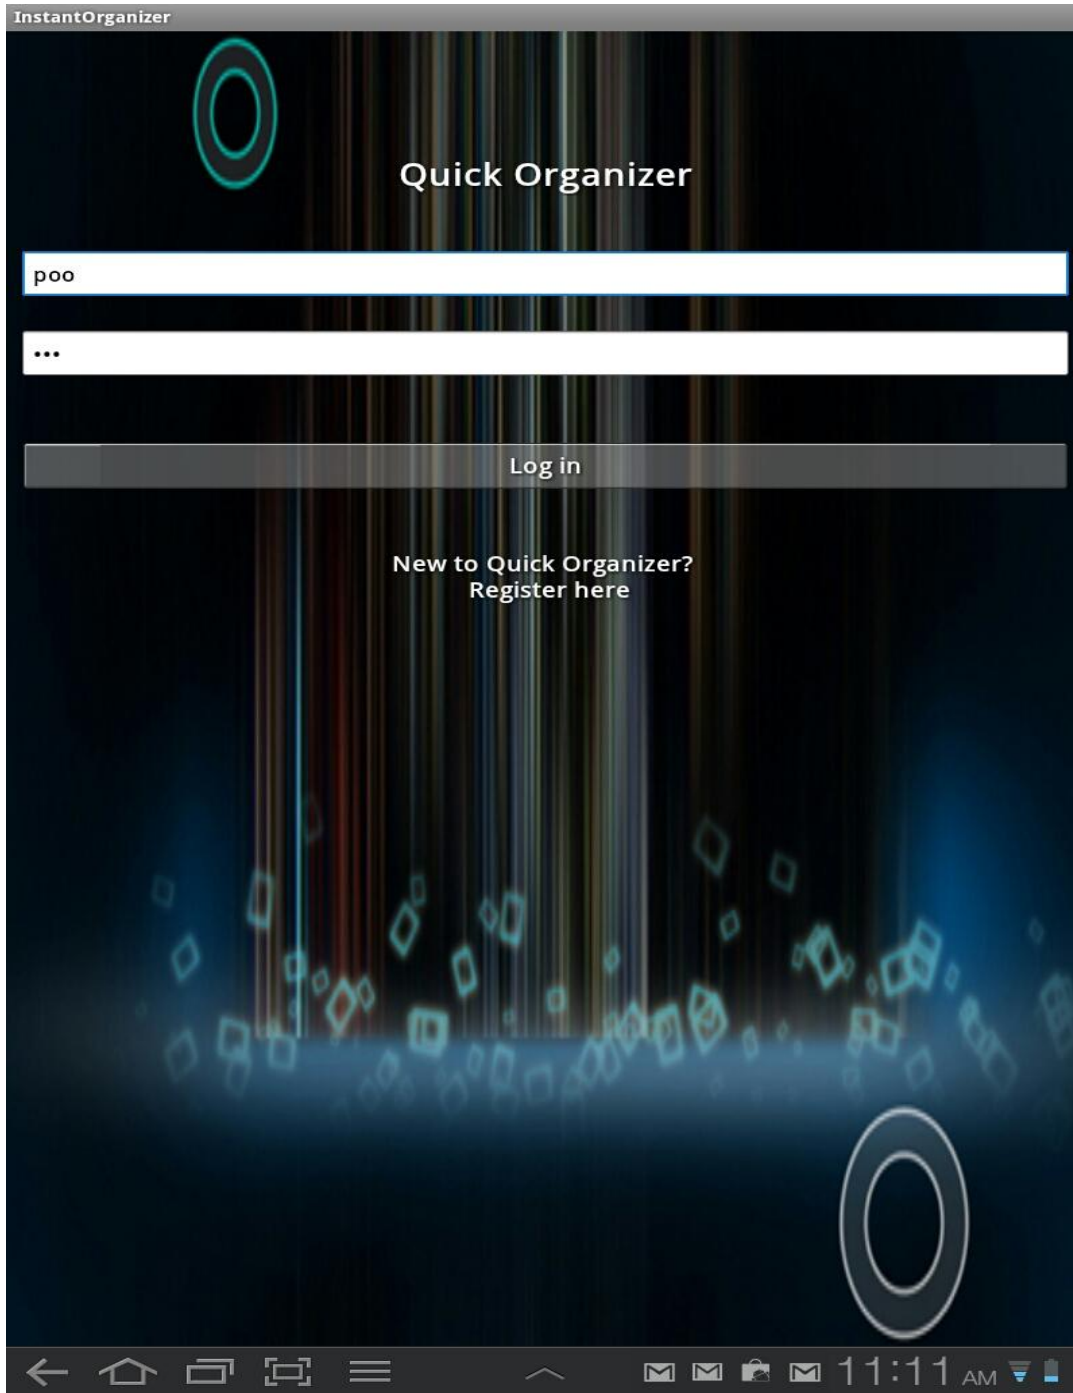 InstantOrganizer
Quick Organizer
poo
•••
Log in
New to Quick Organizer?
Register here
11:11 AM